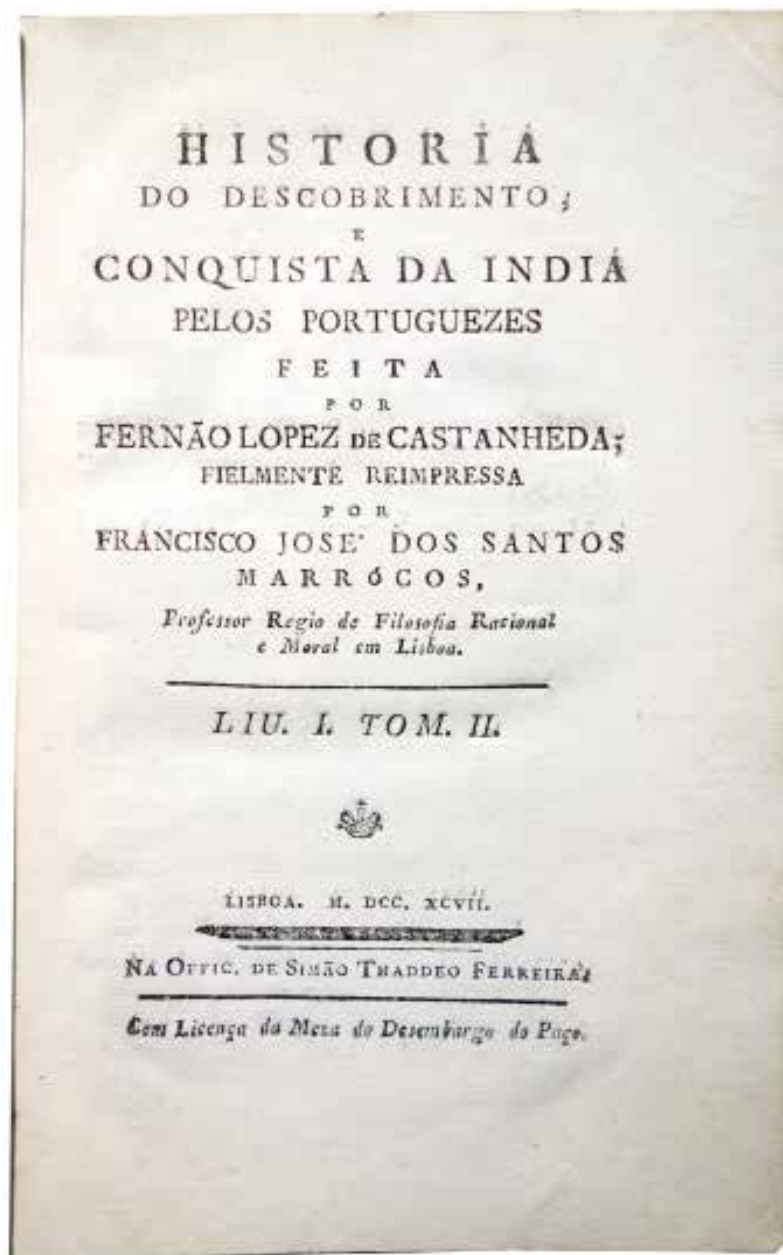 HISTORIA
DO DESCOBRIMENTO;
E
CONQUISTA DA INDIA
PELOS PORTUGUEZES
FEITA
POR
FERNÃO LOPEZ DE CASTANHEDA;
FIELMENTE REIMPRESSA
POR
FRANCISCO JOSE' DOS SANTOS
MARRÓCOS,
Professor Regio de Filosofia Racional
e Moral em Lisboa.
LIU. I. TOM. II.
LISBOA. M. DCC. XCVII.
NA OFFIC. DE SIMÃO THADDEO FERREIRA;
Com Licença da Meza do Desembargo do Paço.